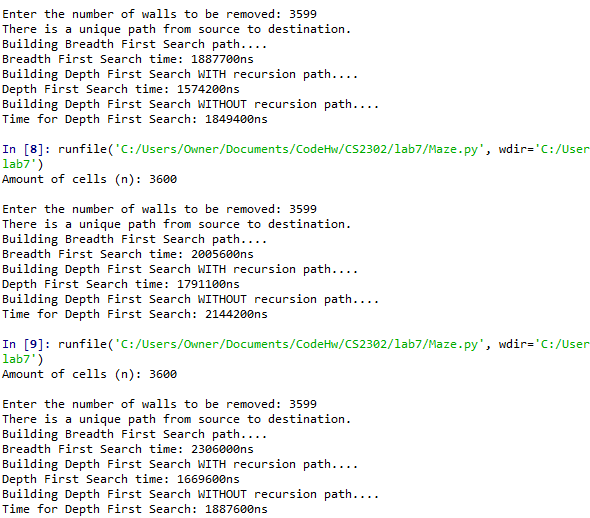 Enter the number of walls to be removed: 3599
There is a unique path from source to destination.
Building Breadth First Search path....
Breadth First Search time: 1887700ns
Building Depth First Search WITH recursion path....
Depth First Search time: 1574200ns
Building Depth First Search WITHOUT recursion path....
Time for Depth First Search: 1849400ns
In [8]: runfile('C:/Users/Owner/Documents/CodeHw/CS2302/lab7/Maze.py', wdir='C:/User
lab7')
Amount of cells (n): 3600
Enter the number of walls to be removed: 3599
There is a unique path from source to destination.
Building Breadth First Search path....
Breadth First Search time: 2005600ns
Building Depth First Search WITH recursion path....
Depth First Search time: 1791100ns
Building Depth First Search WITHOUT recursion path....
Time for Depth First Search: 2144200ns
In [9]: runfile('C:/Users/Owner/Documents/CodeHw/CS2302/lab7/Maze.py', wdir='C:/User
lab7')
Amount of cells (n): 3600
Enter the number of walls to be removed: 3599
There is a unique path from source to destination.
Building Breadth First Search path....
Breadth First Search time: 2306000ns
Building Depth First Search WITH recursion path....
Depth First Search time: 1669600ns
Building Depth First Search WITHOUT recursion path....
Time for Depth First Search: 1887600ns